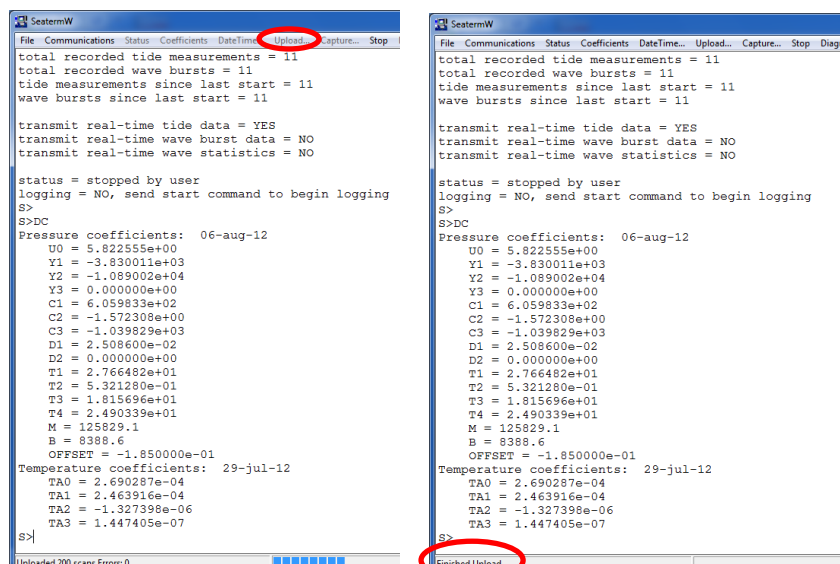 SeatermW
File Communications Status Coefficients DateTime Upload... Capture... Stop
total recorded tide measurements = 11
total recorded wave bursts = 11
tide measurements since last start = 11
wave bursts since last start = 11
transmit real-time tide data = YES
transmit real-time wave burst data = NO
transmit real-time wave statistics = NO
status = stopped by user
logging = NO, send start command to begin logging
S>
S>DC
Pressure coefficients: 06-aug-12
U0 = 5.822555e+00
Y1 = -3.830011e+03
Y2 = -1.089002e+04
Y3 = 0.000000e+00
C1 = 6.059833e+02
C2 = -1.572308e+00
C3 = -1.039829e+03
D1 = 2.508600e-02
D2 = 0.000000e+00
T1 = 2.766482e+01
T2 = 5.321280e-01
T3 = 1.815696e+01
T4 = 2.490339e+01
M = 125829.1
B = 8388.6
OFFSET = -1.850000e-01
Temperature coefficients: 29-jul-12
TA0 = 2.690287e-04
TA1 = 2.463916e-04
TA2 = -1.327398e-06
TA3 = 1.447405e-07
S>
Uploaded 200 scans Errors: 0
SeatermW
File Communications Status Coefficients DateTime... Upload... Capture... Stop Diag
total recorded tide measurements = 11
total recorded wave bursts = 11
tide measurements since last start = 11
wave bursts since last start = 11
transmit real-time tide data = YES
transmit real-time wave burst data = NO
transmit real-time wave statistics = NO
status = stopped by user
logging = NO, send start command to begin logging
S>
S>DC
Pressure coefficients: 06-aug-12
U0 = 5.822555e+00
Y1 = -3.830011e+03
Y2 = -1.089002e+04
Y3 = 0.000000e+00
C1 = 6.059833e+02
C2 = -1.572308e+00
C3 = -1.039829e+03
D1 = 2.508600e-02
D2 = 0.000000e+00
T1 = 2.766482e+01
T2 = 5.321280e-01
T3 = 1.815696e+01
T4 = 2.490339e+01
M = 125829.1
B = 8388.6
OFFSET = -1.850000e-01
Temperature coefficients: 29-jul-12
TA0 = 2.690287e-04
TA1 = 2.463916e-04
TA2 = -1.327398e-06
TA3 = 1.447405e-07
S>
Finished Upload